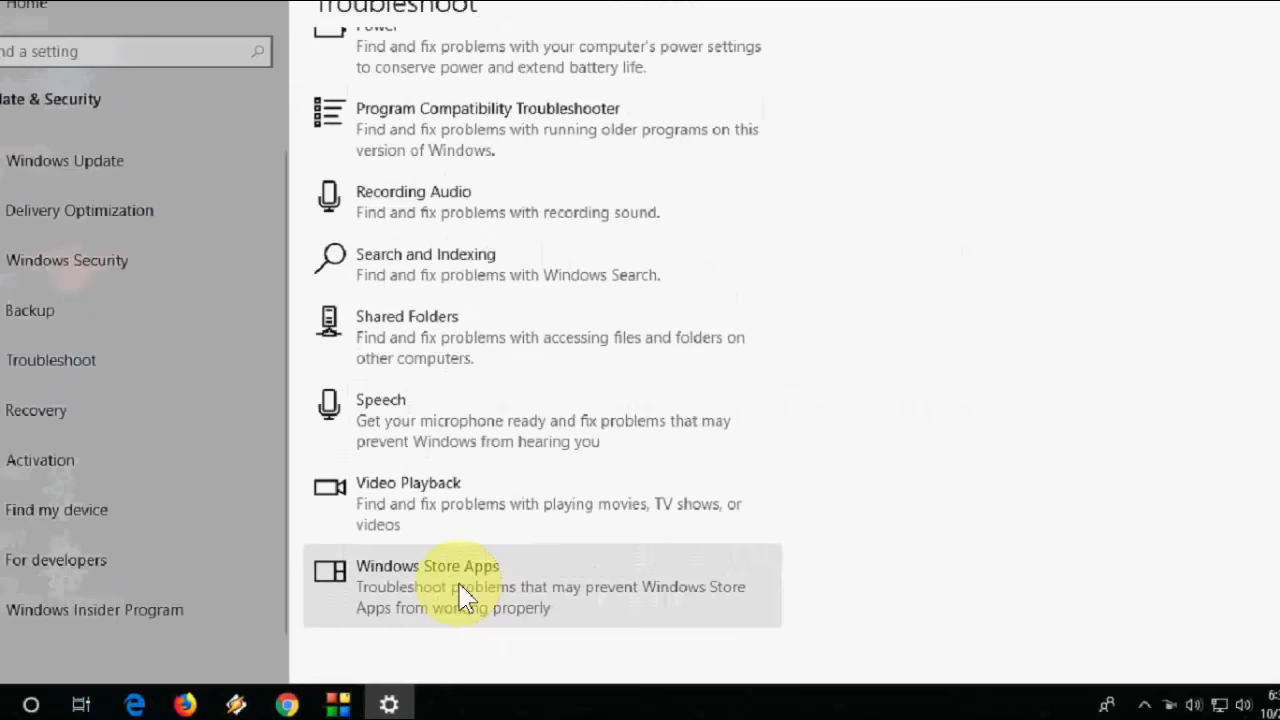 Home
nd a setting
date & Security
Windows Update
Delivery Optimization
Windows Security
Backup
Troubleshoot
Recovery
Activation
Find my device
For developers
Windows Insider Program
Troubleshoot
Power
Find and fix problems with your computer's power settings
to conserve power and extend battery life.
Program Compatibility Troubleshooter
Find and fix problems with running older programs on this
version of Windows.
Recording Audio
Find and fix problems with recording sound.
Search and Indexing
Find and fix problems with Windows Search.
Shared Folders
Find and fix problems with accessing files and folders on
other computers.
Speech
Get your microphone ready and fix problems that may
prevent Windows from hearing you
Video Playback
Find and fix problems with playing movies, TV shows, or
videos
Windows Store Apps
Troubleshoot problems that may prevent Windows Store
Apps from working properly